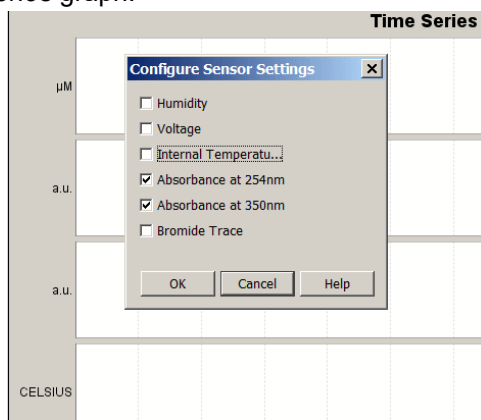 Time Series
µM
Configure Sensor Settings
Humidity
Voltage
Internal Temperatu...
Absorbance at 254nm
a.u.
Absorbance at 350nm
Bromide Trace
OK Cancel Help
a.u.
CELSIUS